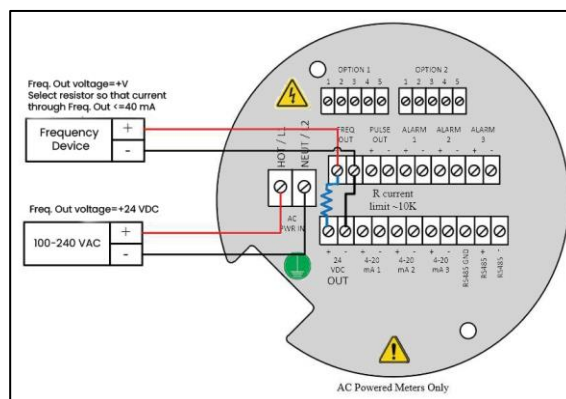 Freq. Out voltage=+V
Select resistor so that current
through Freq. Out <=40 mA
Frequency
Device
+
-
Freq. Out voltage=+24 VDC
100-240 VAC
+
-
OPTION 1
OPTION 2
1 2 3 4 5
1 2 3 4 5
HOT / L1
NEUT / L2
FREQ
OUT
PULSE
OUT
ALARM
1
ALARM
2
ALARM
3
+ - + - + - + -
AC
PWR IN
R current
limit ~10K
+ - + - + - + -
24
VDC
OUT
4-20
mA 1
4-20
mA 2
4-20
mA 3
RS485 GND
RS485 +
RS485 -
AC Powered Meters Only